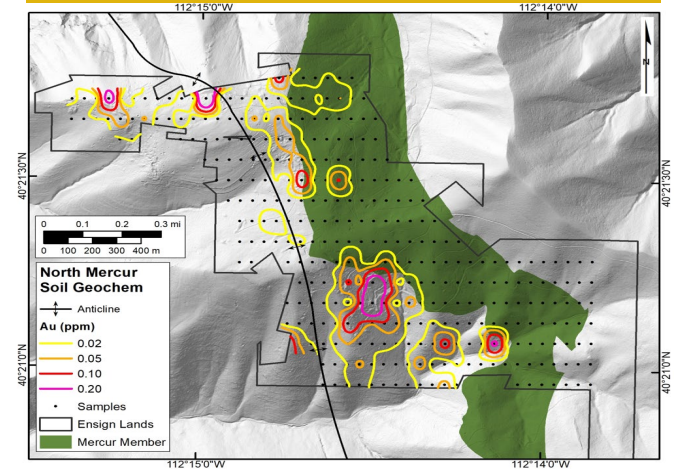 112°15'0"W 112°14'0"W
N
40°21'30"N 40°21'30"N
0 0.1 0.2 0.3 mi
0 100 200 300 400 m
North Mercur
Soil Geochem
Anticline
Au (ppm)
0.02
0.05
0.10
0.20
Samples
Ensign Lands
Mercur Member
40°21'0"N 40°21'0"N
112°15'0"W 112°14'0"W